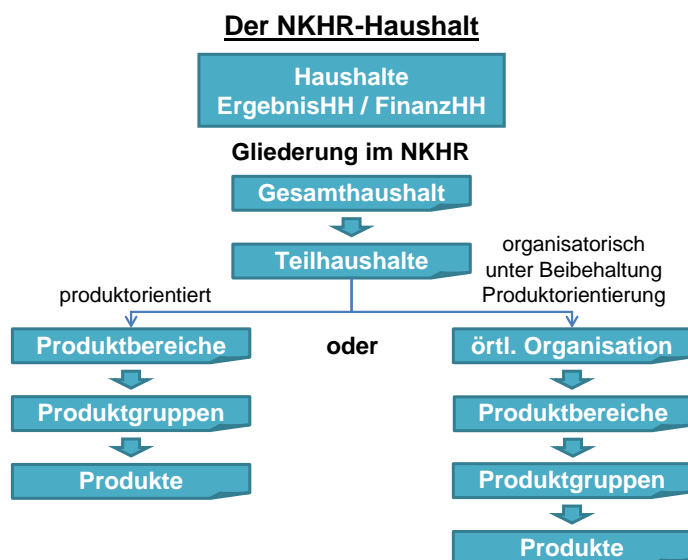 Der NKHR-Haushalt
Haushalte
ErgebnisHH / FinanzHH
Gliederung im NKHR
Gesamthaushalt
Teilhaushalte
organisatorisch
unter Beibehaltung
Produktorientierung
produktorientiert
Produktbereiche
oder
örtl. Organisation
Produktgruppen
Produktbereiche
Produkte
Produktgruppen
Produkte